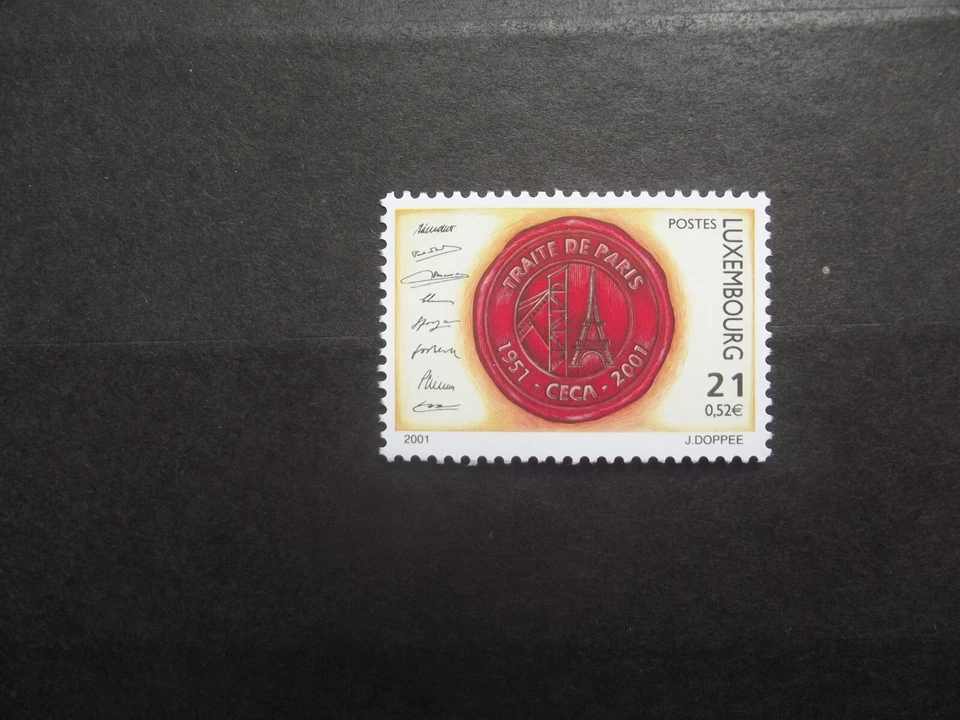 TRAITE DE PARIS
1951 - CECA - 2001
POSTES
LUXEMBOURG
21
0,52€
2001
J.DOPPEE